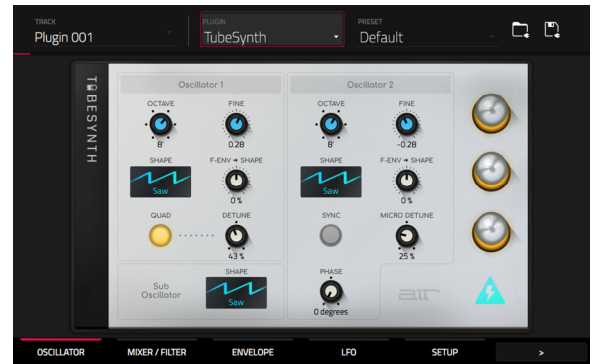 TRACK
Plugin 001
PLUGIN
TubeSynth
PRESET
Default
TUBESYNTH
Oscillator 1
OCTAVE
FINE
8'
0.28
SHAPE
F-ENV → SHAPE
Saw
0 %
QUAD
DETUNE
43 %
Sub
Oscillator
SHAPE
Saw
Oscillator 2
OCTAVE
FINE
8'
-0.28
SHAPE
F-ENV → SHAPE
Saw
0 %
SYNC
MICRO DETUNE
25 %
PHASE
0 degrees
air
OSCILLATOR
MIXER / FILTER
ENVELOPE
LFO
SETUP
>